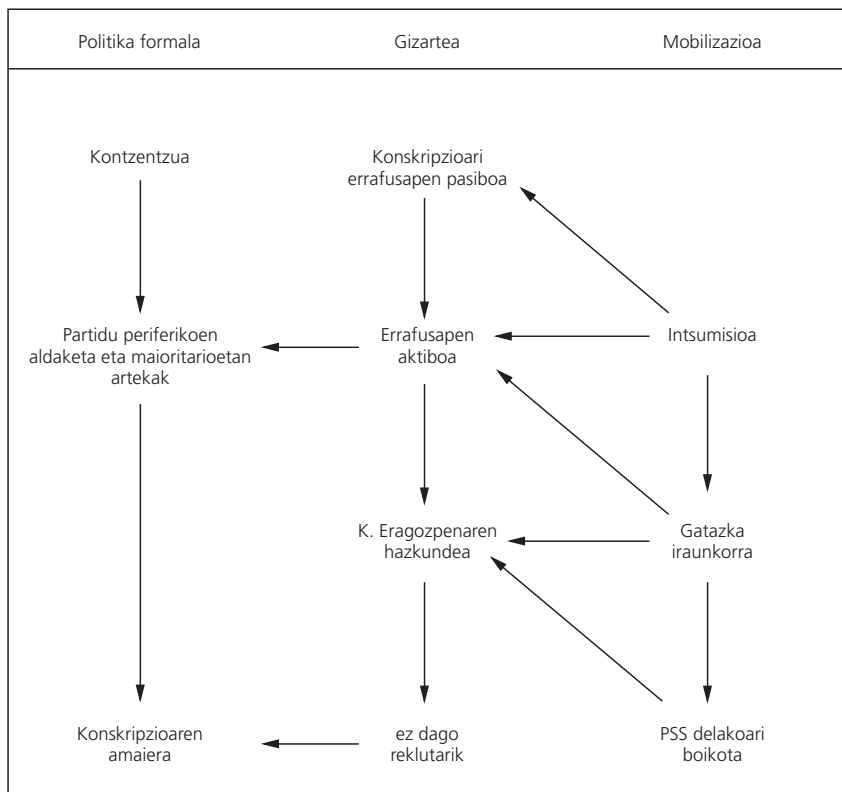 Politika formala
Gizartea
Mobilizazioa
Kontzentzua
Konskripzioari
errafusapen pasiboa
Partidu periferikoen
aldaketa eta maioritarioetan
artekak
Errafusapen
aktiboa
Intsumisioa
K. Eragozpenaren
hazkundea
Gatazka
iraunkorra
Konskripzioaren
amaiera
ez dago
reklutarik
PSS delakoari
boikota